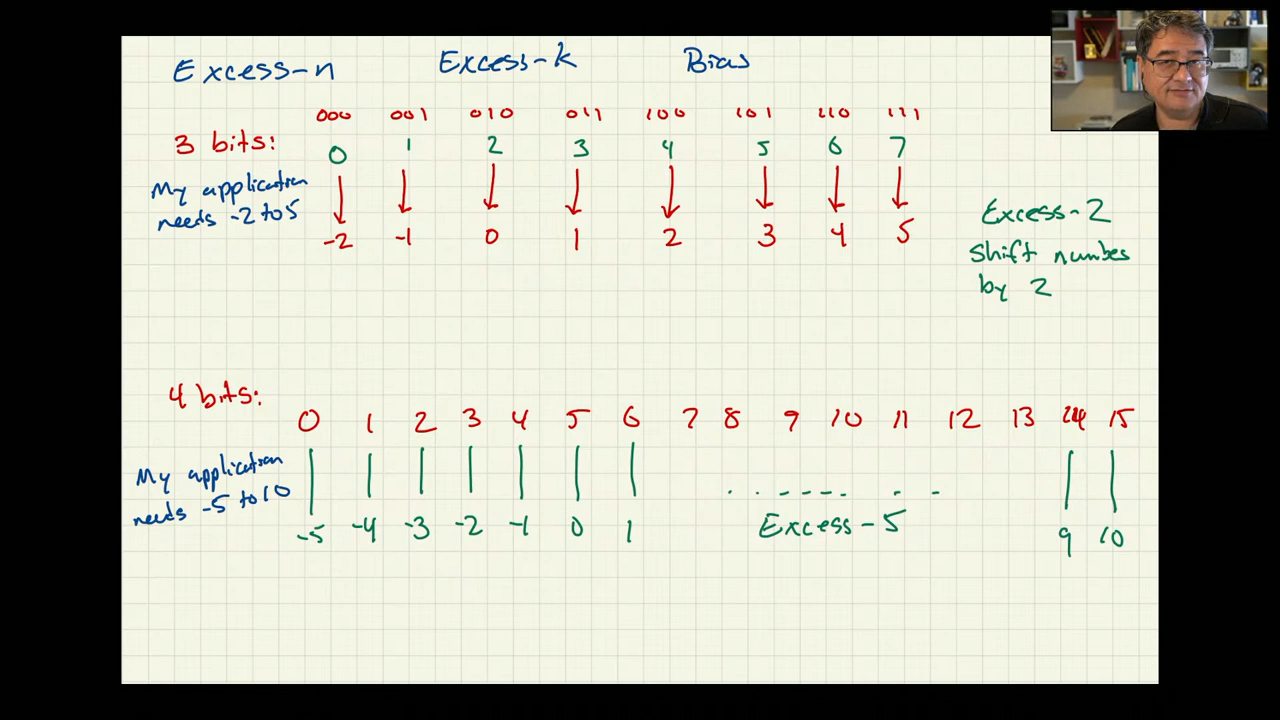 Excess-n Excess-k Bias
000 001 010 011 100 101 110 111
3 bits: 0 1 2 3 4 5 6 7
My application
needs -2 to 5
-2 -1 0 1 2 3 4 5
Excess-2
Shift number
by 2
4 bits:
0 1 2 3 4 5 6 7 8 9 10 11 12 13 14 15
My application
needs -5 to 10
-5 -4 -3 -2 -1 0 1 Excess-5 9 10